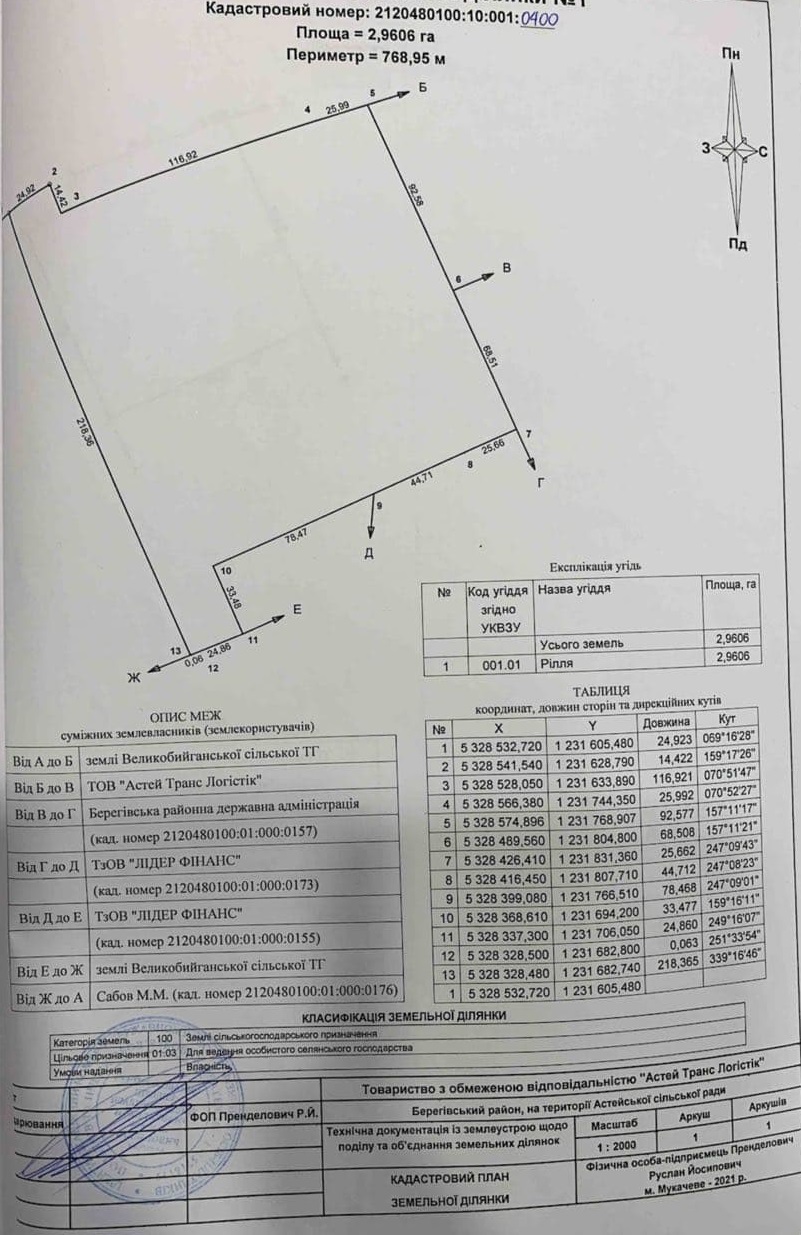 Кадастровий номер: 2120480100:10:001:0400
Площа = 2,9606 га
Периметр = 768,95 м
Пн
З
С
Пд
5
Б
4
25,99
116,92
2
24,92
14,42
3
92,58
6
В
68,51
218,36
7
25,66
8
Г
44,71
9
78,47
Д
10
33,48
Е
11
13
0,06
24,86
12
Ж
Експлікація угідь
№ Код угіддя згідно УКВЗУ Назва угіддя Площа, га
Усього земель 2,9606
1 001.01 Рілля 2,9606
ОПИС МЕЖ
суміжних землевласників (землекористувачів)
Від А до Б землі Великобийганської сільської ТГ
Від Б до В ТОВ "Астей Транс Логістік"
Від В до Г Берегівська районна державна адміністрація
(кад. номер 2120480100:01:000:0157)
Від Г до Д ТзОВ "ЛІДЕР ФІНАНС"
(кад. номер 2120480100:01:000:0173)
Від Д до Е ТзОВ "ЛІДЕР ФІНАНС"
(кад. номер 2120480100:01:000:0155)
Від Е до Ж землі Великобийганської сільської ТГ
Від Ж до А Сабов М.М. (кад. номер 2120480100:01:000:0176)
ТАБЛИЦЯ
координат, довжин сторін та дирекційних кутів
№ X Y Довжина Кут
1 5 328 532,720 1 231 605,480 24,923 069°16'28"
2 5 328 541,540 1 231 628,790 14,422 159°17'26"
3 5 328 528,050 1 231 633,890 116,921 070°51'47"
4 5 328 566,380 1 231 744,350 25,992 070°52'27"
5 5 328 574,896 1 231 768,907 92,577 157°11'17"
6 5 328 489,560 1 231 804,800 68,508 157°11'21"
7 5 328 426,410 1 231 831,360 25,662 247°09'43"
8 5 328 416,450 1 231 807,710 44,712 247°08'23"
9 5 328 399,080 1 231 766,510 78,468 247°09'01"
10 5 328 368,610 1 231 694,200 33,477 159°16'11"
11 5 328 337,300 1 231 706,050 24,860 249°16'07"
12 5 328 328,500 1 231 682,800 0,063 251°33'54"
13 5 328 328,480 1 231 682,740 218,365 339°16'46"
1 5 328 532,720 1 231 605,480
КЛАСИФІКАЦІЯ ЗЕМЕЛЬНОЇ ДІЛЯНКИ
Категорія земель 100 Землі сільськогосподарського призначення
Цільове призначення 01:03 Для ведення особистого селянського господарства
Умови надання Власність
ФОП Пренделович Р.Й.
Товариство з обмеженою відповідальністю "Астей Транс Логістік"
Берегівський район, на території Астейської сільської ради
Технічна документація із землеустрою щодо
поділу та об'єднання земельних ділянок
Масштаб Аркуш Аркушів
1 : 2000 1 1
КАДАСТРОВИЙ ПЛАН
ЗЕМЕЛЬНОЇ ДІЛЯНКИ
Фізична особа-підприємець Пренделович
Руслан Йосипович
м. Мукачеве - 2021 р.